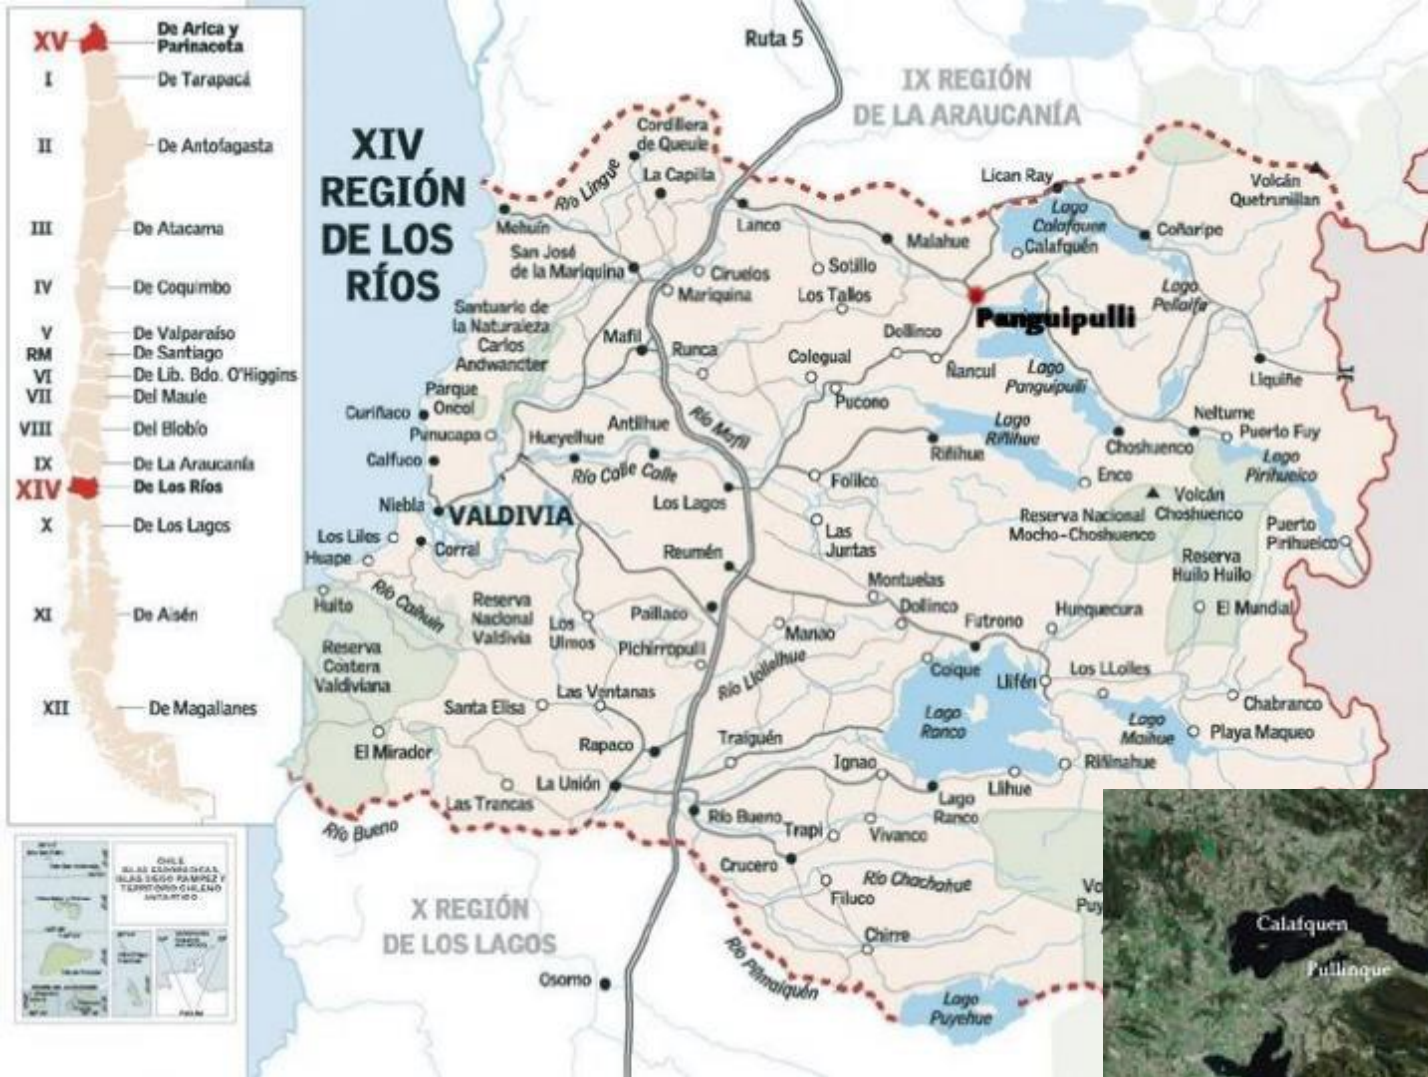 XV
De Arica y
Parinacota
I
De Tarapacá
II
De Antofagasta
III
De Atacama
IV
De Coquimbo
V
De Valparaíso
RM
De Santiago
VI
De Lib. Bdo. O'Higgins
VII
Del Maule
VIII
Del Biobío
IX
De La Araucanía
XIV
De Los Ríos
X
De Los Lagos
XI
De Aisén
XII
De Magallanes
XIV
REGIÓN
DE LOS
RÍOS
Ruta 5
IX REGIÓN
DE LA ARAUCANÍA
Cordillera
de Queule
Río Lingue
La Capilla
Mehuín
Lanco
Lican Ray
Volcán
Quetrunillan
Lago
Calafquen
Calafquén
Coñaripe
Malahue
San José
de la Mariquina
Ciruelos
Mariquina
Sotillo
Los Tallos
Lago
Pellaifa
Panguipulli
Santuario de
la Naturaleza
Carlos
Andwancter
Mafil
Runca
Dollinco
Colegual
Ñancul
Lago
Panguipulli
Liquiñe
Parque
Oncol
Curiñaco
Punucapa
Pucono
Antilhue
Hueyelhue
Río Mafil
Lago
Riñihue
Riñihue
Neltume
Choshuenco
Puerto Fuy
Calfuco
Río Calle Calle
Lago
Pirihueico
Folilco
Enco
Niebla
VALDIVIA
Los Lagos
Volcán
Choshuenco
Reserva Nacional
Mocho-Choshuenco
Los Liles
Corral
Las
Juntas
Puerto
Pirihueico
Huape
Reumén
Reserva
Huilo Huilo
Huito
Río Caihuín
Reserva
Nacional
Valdivia
Los
Ulmos
Paillaco
Montuelas
Dollinco
Huequecura
El Mundial
Futrono
Manao
Pichirropulli
Reserva
Costera
Valdiviana
Río Llollelhue
Coique
Llifén
Los LLolles
Santa Elisa
Las Ventanas
Chabranco
Lago
Ranco
Lago
Maihue
Playa Maqueo
El Mirador
Rapaco
Traiguén
Ignao
Riñinahue
Llihue
La Unión
Las Trancas
Lago
Ranco
Río Bueno
Río Bueno
Trapi
Vivanco
Crucero
Río Chachahue
Filuco
Chirre
X REGIÓN
DE LOS LAGOS
Osorno
Río Pilmaiquén
Lago
Puyehue
Vo
Puy
Calafquen
Pullinque
CHILE